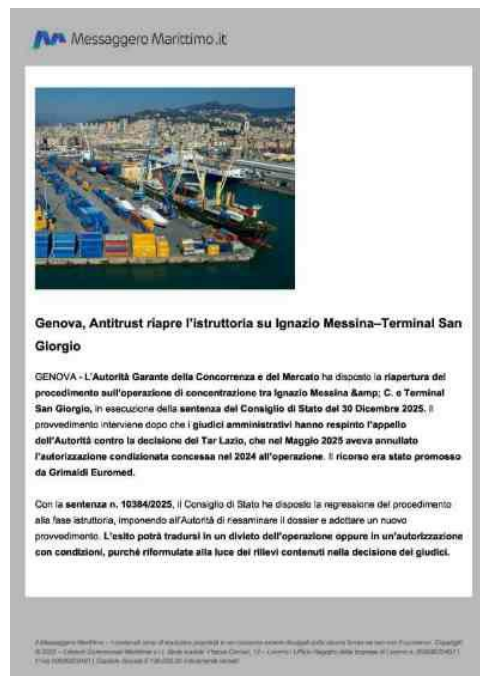 Messaggero Marittimo.it
Genova, Antitrust riapre l'istruttoria su Ignazio Messina–Terminal San
Giorgio
GENOVA - L'Autorità Garante della Concorrenza e del Mercato ha disposto la riapertura del
procedimento sull'operazione di concentrazione tra Ignazio Messina &amp; C. e Terminal
San Giorgio, in esecuzione della sentenza del Consiglio di Stato del 30 Dicembre 2025. Il
provvedimento interviene dopo che i giudici amministrativi hanno respinto l'appello
dell'Autorità contro la decisione del Tar Lazio, che nel Maggio 2025 aveva annullato
l'autorizzazione condizionata concessa nel 2024 all'operazione. Il ricorso era stato promosso
da Grimaldi Euromed.
Con la sentenza n. 10384/2025, il Consiglio di Stato ha disposto la regressione del procedimento
alla fase istruttoria, imponendo all'Autorità di riesaminare il dossier e adottare un nuovo
provvedimento. L'esito potrà tradursi in un divieto dell'operazione oppure in un'autorizzazione
con condizioni, purché riformulate alla luce dei rilievi contenuti nella decisione dei giudici.